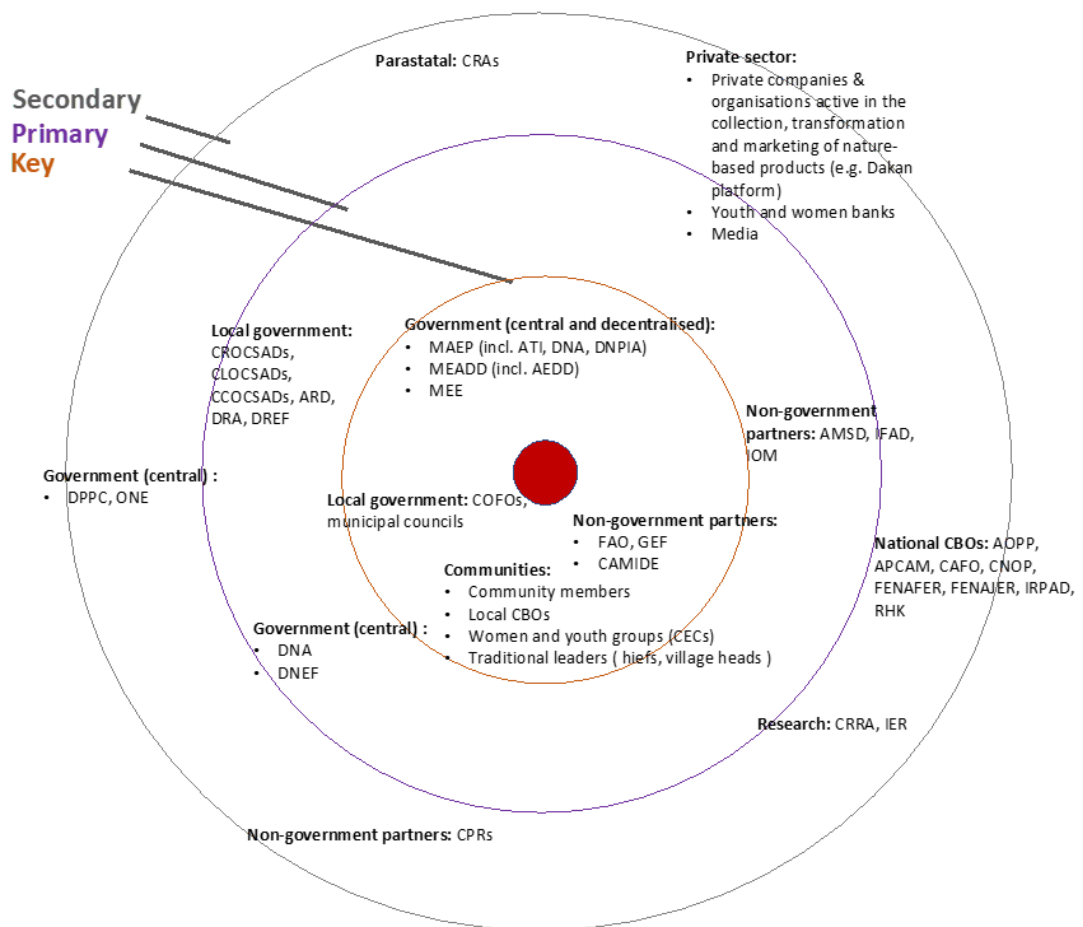 Parastatal: CRAs
Private sector:
• Private companies &
organisations active in the
collection, transformation
and marketing of nature-
based products (e.g. Dakan
platform)
• Youth and women banks
• Media
Secondary
Primary
Key
Local government:
CROCSADs,
CLOCSADs,
CCOCSADs, ARD,
DRA, DREF
Government (central and decentralised):
• MAEP (incl. ATI, DNA, DNPIA)
• MEADD (incl. AEDD)
• MEE
Non-government
partners: AMSD, IFAD,
IOM
Government (central) :
• DPPC, ONE
Local government: COFOs,
municipal councils
Non-government partners:
• FAO, GEF
• CAMIDE
National CBOs: AOPP,
APCAM, CAFO, CNOP,
FENAFER, FENAJER, IRPAD,
RHK
Communities:
• Community members
• Local CBOs
• Women and youth groups (CECs)
• Traditional leaders ( hiefs, village heads )
Government (central) :
• DNA
• DNEF
Research: CRRA, IER
Non-government partners: CPRs